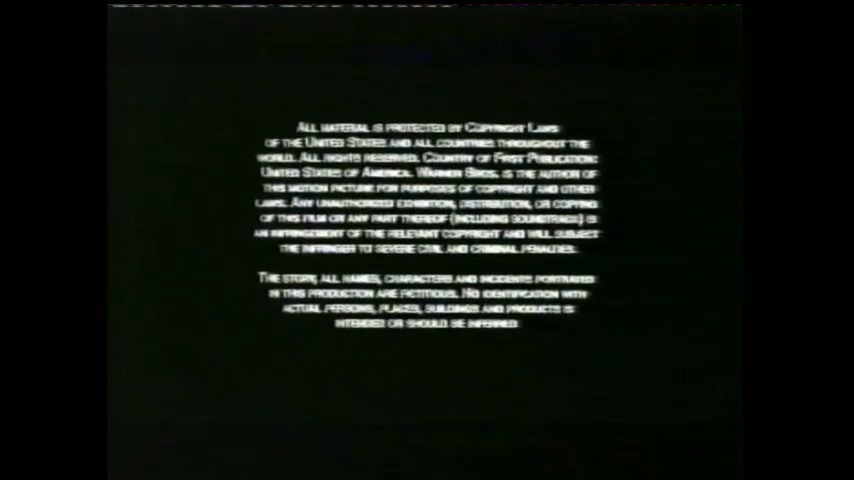 ALL MATERIAL IS PROTECTED BY COPYRIGHT LAWS
OF THE UNITED STATES AND ALL COUNTRIES THROUGHOUT THE
WORLD. ALL RIGHTS RESERVED. COUNTRY OF FIRST PUBLICATION:
UNITED STATES OF AMERICA. WARNER BROS. IS THE AUTHOR OF
THIS MOTION PICTURE FOR PURPOSES OF COPYRIGHT AND OTHER
LAWS. ANY UNAUTHORIZED EXHIBITION, DISTRIBUTION, OR COPYING
OF THIS FILM OR ANY PART THEREOF (INCLUDING SOUNDTRACK) IS
AN INFRINGEMENT OF THE RELEVANT COPYRIGHT AND WILL SUBJECT
THE INFRINGER TO SEVERE CIVIL AND CRIMINAL PENALTIES.
THE STORY, ALL NAMES, CHARACTERS AND INCIDENTS PORTRAYED
IN THIS PRODUCTION ARE FICTITIOUS. NO IDENTIFICATION WITH
ACTUAL PERSONS, PLACES, BUILDINGS AND PRODUCTS IS
INTENDED OR SHOULD BE INFERRED